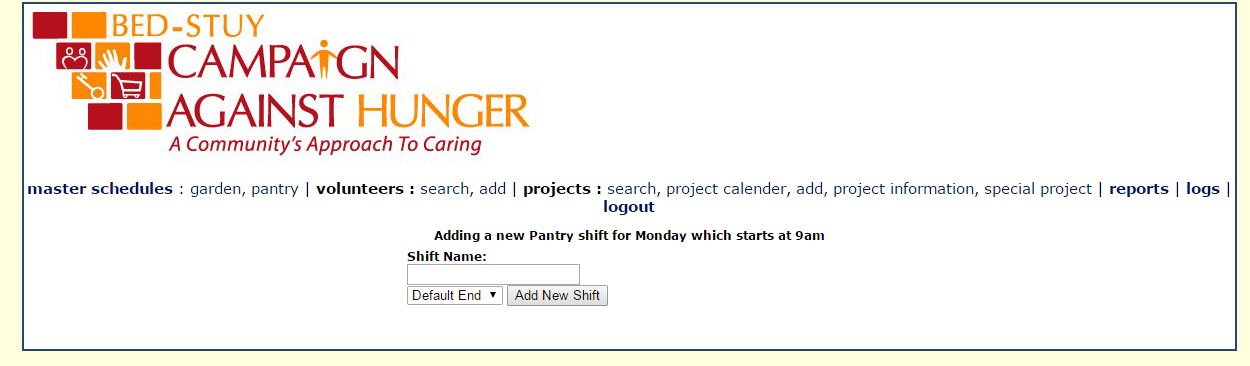 BED-STUY
CAMPAIGN
AGAINST HUNGER
A Community's Approach To Caring
master schedules : garden, pantry | volunteers : search, add | projects : search, project calender, add, project information, special project | reports | logs |
logout
Adding a new Pantry shift for Monday which starts at 9am
Shift Name:
Default End ▼ Add New Shift